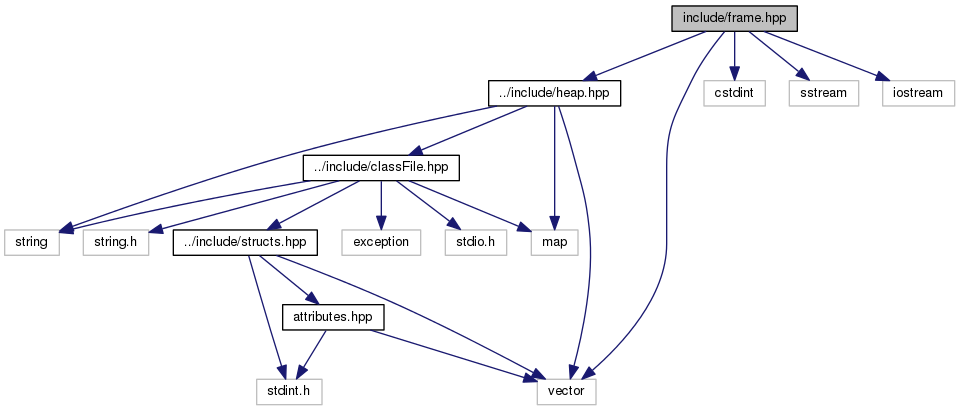 include/frame.hpp
../include/heap.hpp
cstdint
sstream
iostream
../include/classFile.hpp
string
string.h
../include/structs.hpp
exception
stdio.h
map
attributes.hpp
stdint.h
vector